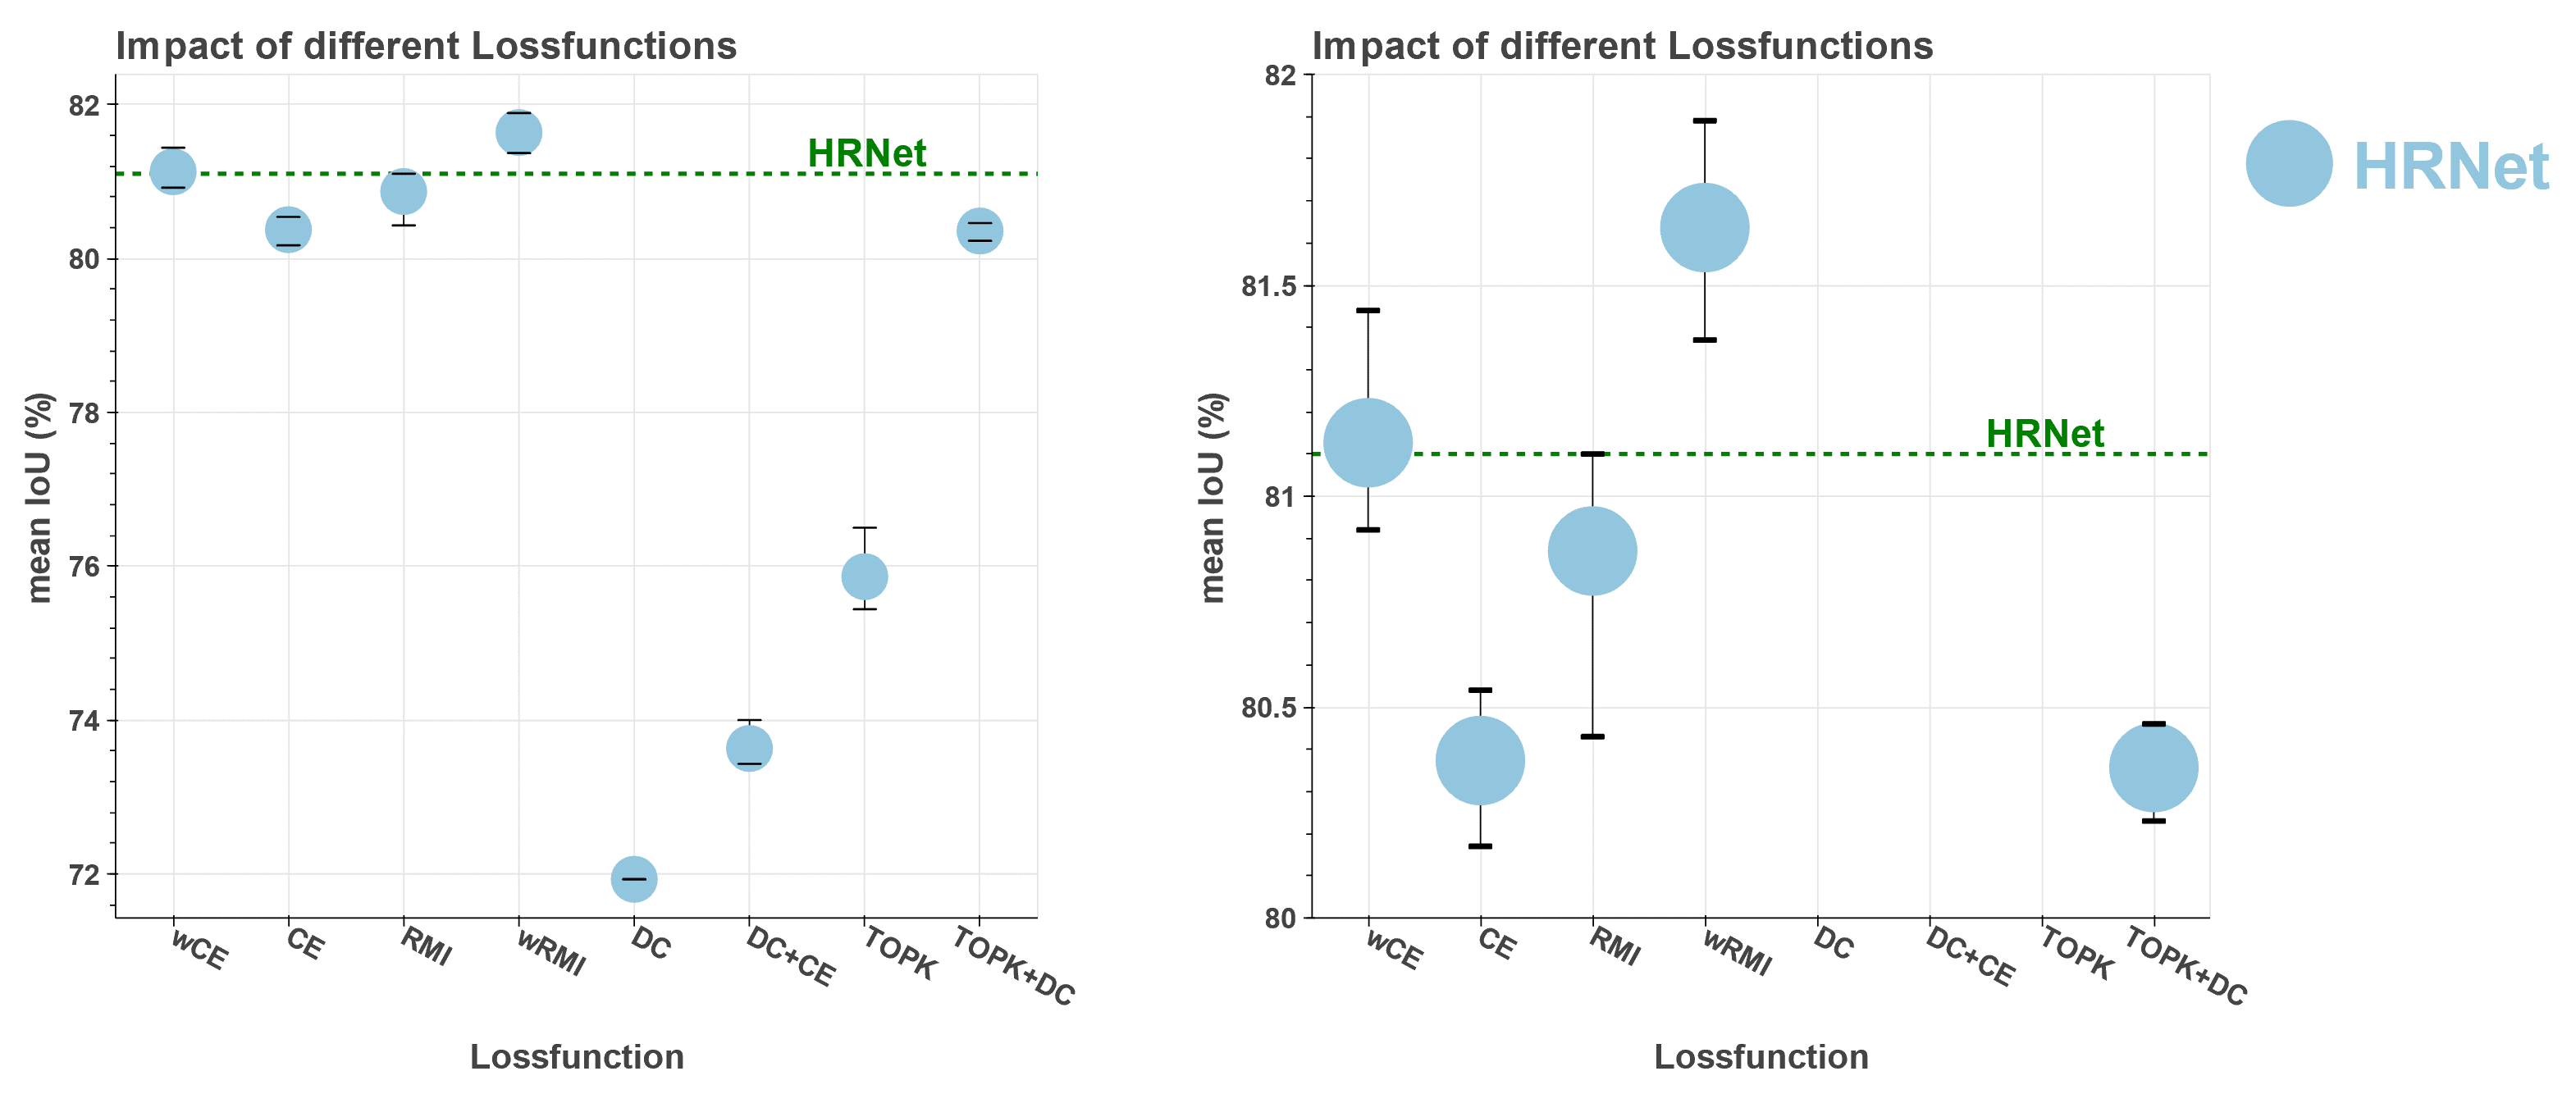 Impact of different Lossfunctions
82
80
78
76
74
72
mean IoU (%)
HRNet
wCE
CE
RMI
wRMI
DC
DC+CE
TOPK
TOPK+DC
Lossfunction
Impact of different Lossfunctions
82
81.5
81
80.5
80
mean IoU (%)
HRNet
wCE
CE
RMI
wRMI
DC
DC+CE
TOPK
TOPK+DC
Lossfunction
HRNet